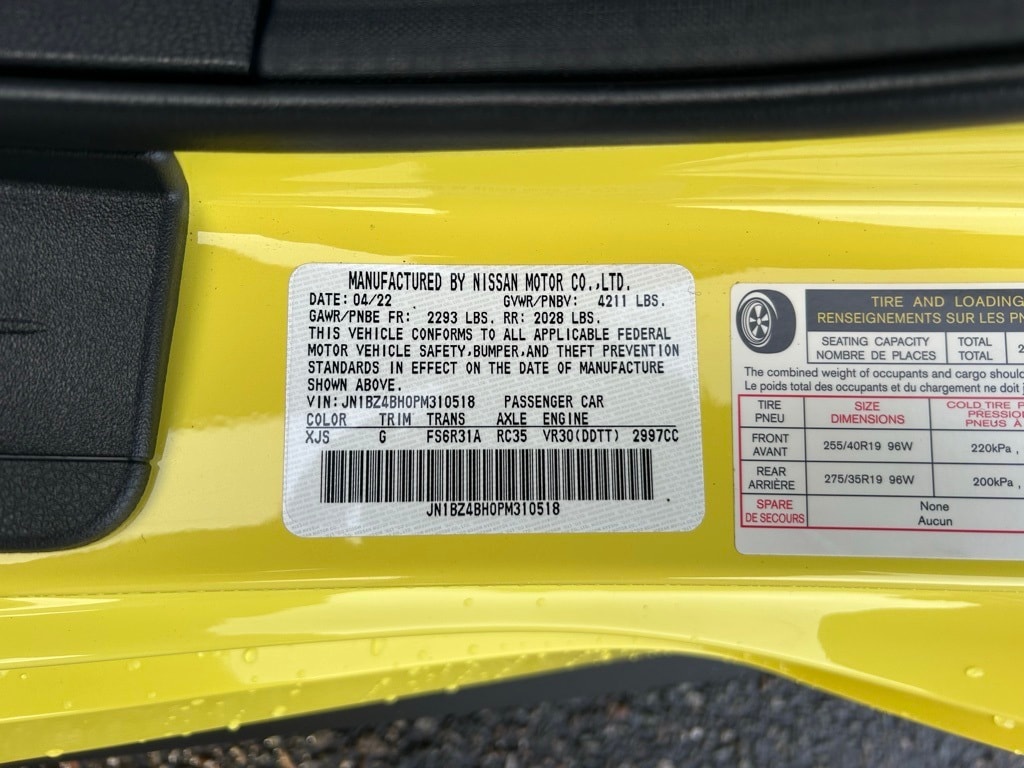 MANUFACTURED BY NISSAN MOTOR CO.,LTD.
DATE: 04/22 GVWR/PNBV: 4211 LBS.
GAWR/PNBE FR: 2293 LBS. RR: 2028 LBS.
THIS VEHICLE CONFORMS TO ALL APPLICABLE FEDERAL
MOTOR VEHICLE SAFETY,BUMPER,AND THEFT PREVENTION
STANDARDS IN EFFECT ON THE DATE OF MANUFACTURE
SHOWN ABOVE.
VIN: JN1BZ4BH0PM310518 PASSENGER CAR
COLOR TRIM TRANS AXLE ENGINE
XJS G FS6R31A RC35 VR30(DDTT) 2997CC
JN1BZ4BH0PM310518
TIRE AND LOADING
RENSEIGNEMENTS SUR LES
SEATING CAPACITY TOTAL
NOMBRE DE PLACES TOTAL
2
The combined weight of occupants and cargo
Le poids total des occupants et du chargement ne doit
TIRE SIZE COLD TIRE
PNEU DIMENSIONS
PNEUS À
FRONT
AVANT
255/40R19 96W 220kPa ,
REAR
ARRIÈRE
275/35R19 96W 200kPa ,
SPARE None
DE SECOURS Aucun